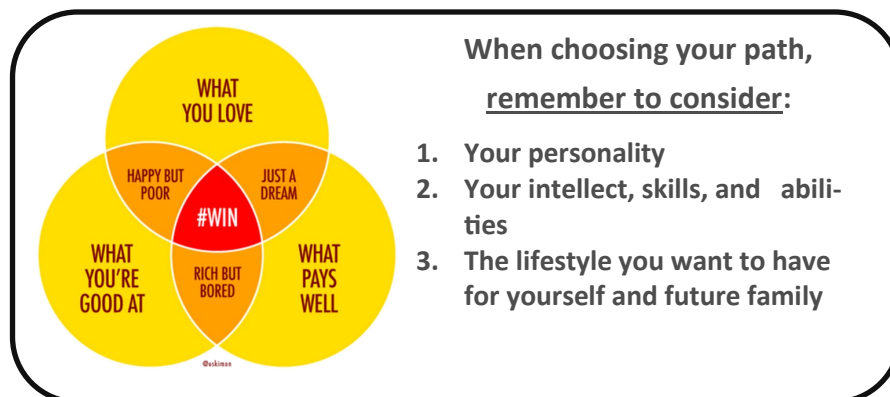 WHAT
YOU LOVE
HAPPY BUT
POOR
JUST A
DREAM
#WIN
WHAT
YOU'RE
GOOD AT
RICH BUT
BORED
WHAT
PAYS
WELL
@eskimon
When choosing your path,
remember to consider:
1. Your personality
2. Your intellect, skills, and abili-
ties
3. The lifestyle you want to have
for yourself and future family